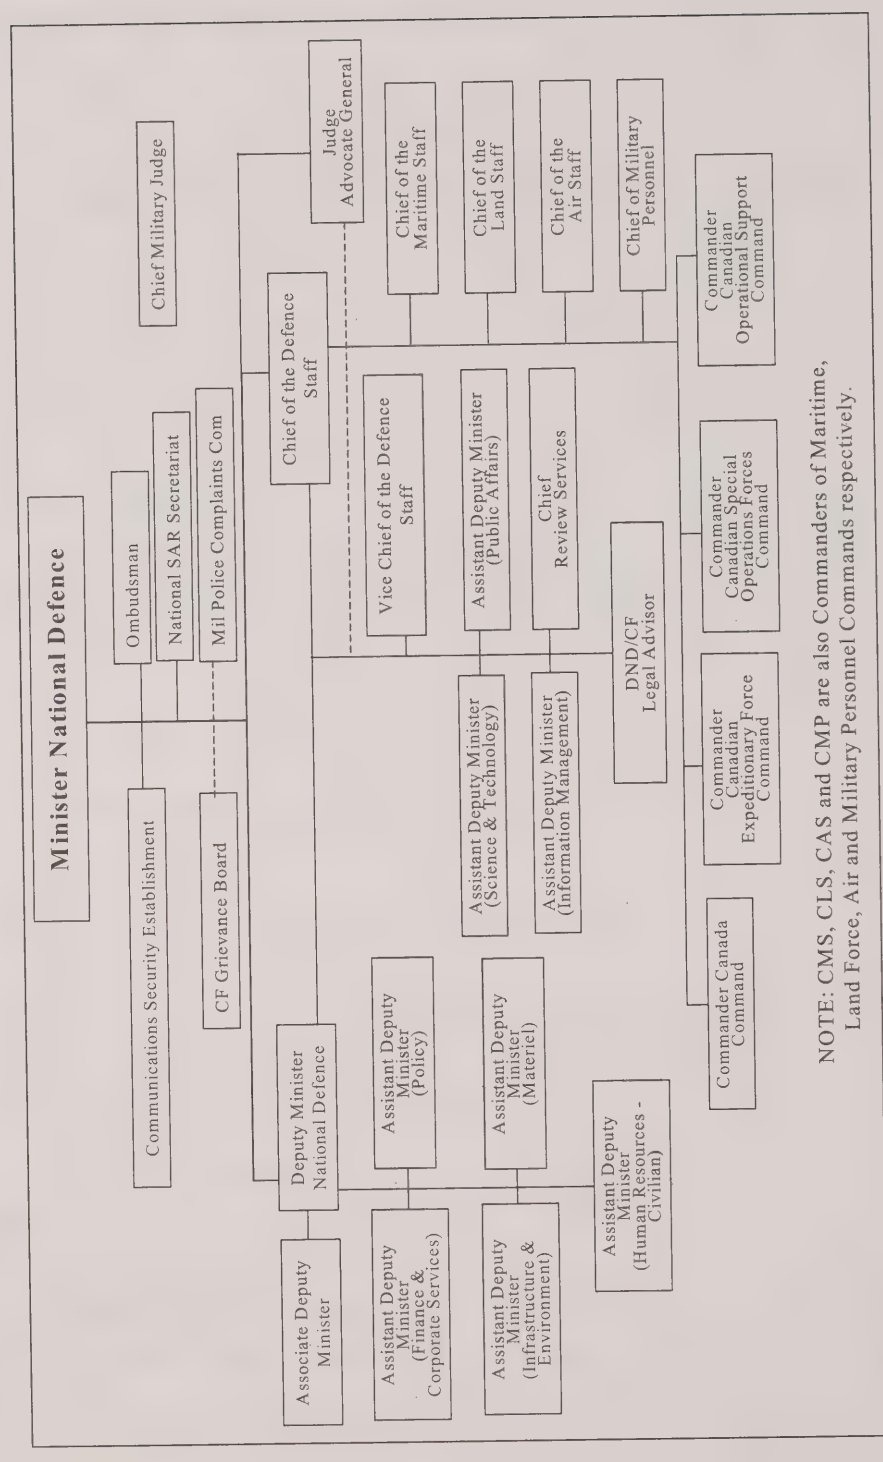 Minister National Defence
Ombudsman
Communications Security Establishment
National SAR Secretariat
Chief Military Judge
CF Grievance Board
Mil Police Complaints Com
Associate Deputy
Minister
Deputy Minister
National Defence
Chief of the Defence
Staff
Judge
Advocate General
Assistant Deputy
Minister
(Finance &
Corporate Services)
Assistant Deputy
Minister
(Policy)
Vice Chief of the Defence
Staff
Chief of the
Maritime Staff
Assistant Deputy
Minister
(Infrastructure &
Environment)
Assistant Deputy
Minister
(Materiel)
Assistant Deputy Minister
(Science & Technology)
Assistant Deputy Minister
(Public Affairs)
Chief of the
Land Staff
Assistant Deputy Minister
(Information Management)
Chief
Review Services
Chief of the
Air Staff
Assistant Deputy
Minister
(Human Resources -
Civilian)
DND/CF
Legal Advisor
Chief of Military
Personnel
Commander Canada
Command
Commander
Canadian
Expeditionary Force
Command
Commander
Canadian Special
Operations Forces
Command
Commander
Canadian
Operational Support
Command
NOTE: CMS, CLS, CAS and CMP are also Commanders of Maritime,
Land Force, Air and Military Personnel Commands respectively.